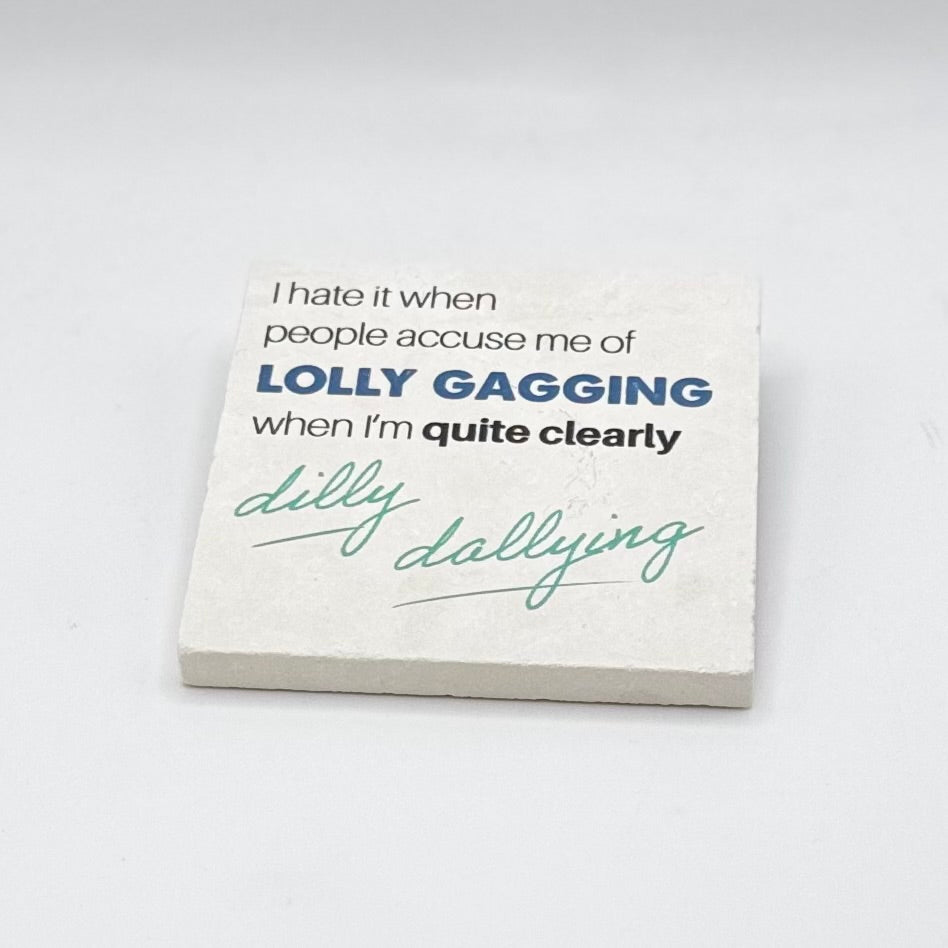 I hate it when
people accuse me of
LOLLY GAGGING
when I'm quite clearly
dilly
dallying